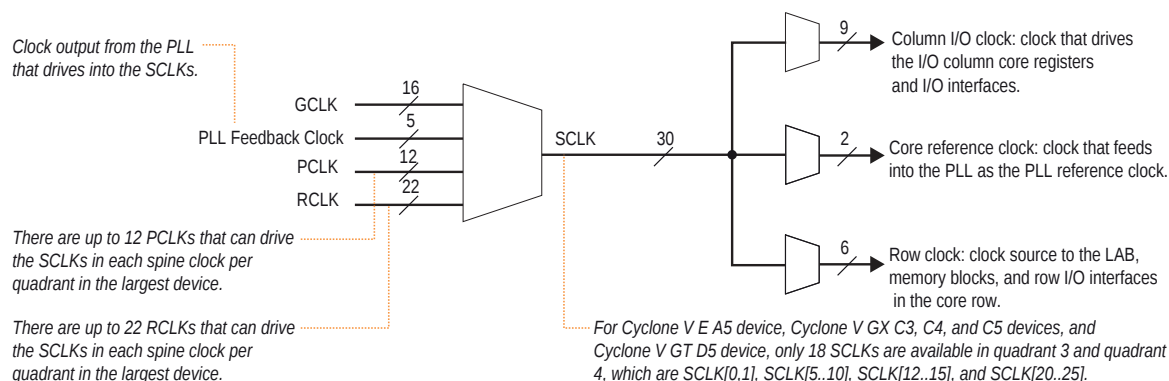 Clock output from the PLL
that drives into the SCLKs.
GCLK
16
PLL Feedback Clock
5
PCLK
12
RCLK
22
There are up to 12 PCLKs that can drive
the SCLKs in each spine clock per
quadrant in the largest device.
There are up to 22 RCLKs that can drive
the SCLKs in each spine clock per
quadrant in the largest device.
SCLK
30
9
Column I/O clock: clock that drives
the I/O column core registers
and I/O interfaces.
2
Core reference clock: clock that feeds
into the PLL as the PLL reference clock.
6
Row clock: clock source to the LAB,
memory blocks, and row I/O interfaces
in the core row.
For Cyclone V E A5 device, Cyclone V GX C3, C4, and C5 devices, and
Cyclone V GT D5 device, only 18 SCLKs are available in quadrant 3 and quadrant
4, which are SCLK[0,1], SCLK[5..10], SCLK[12..15], and SCLK[20..25].